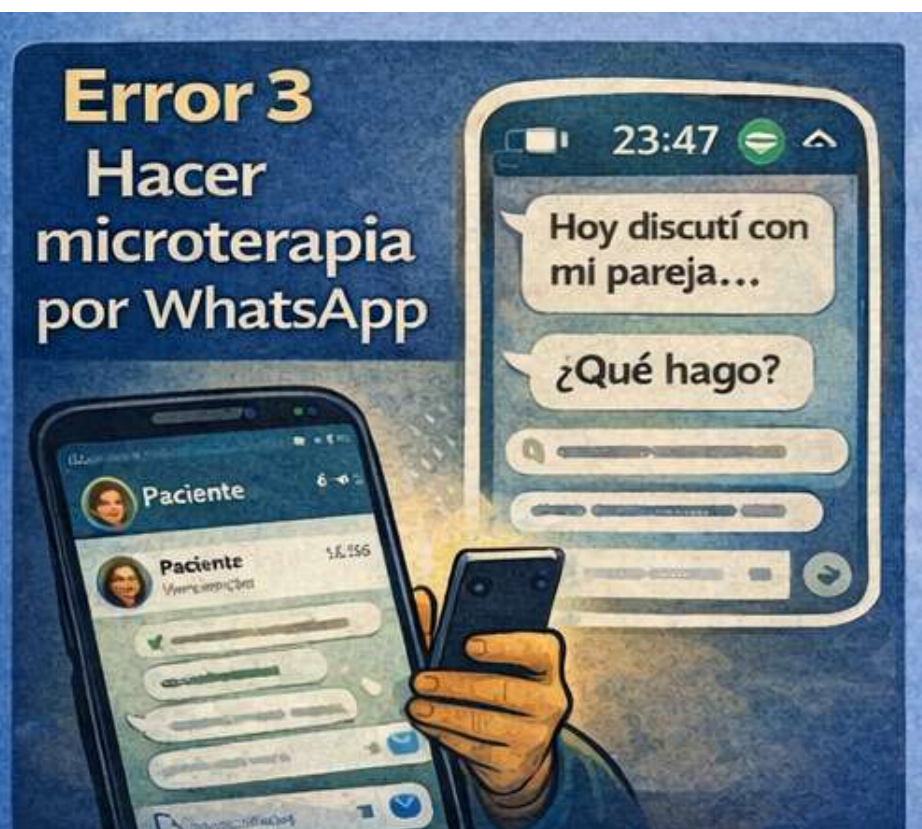 Error 3
Hacer
microterapia
por WhatsApp
23:47
Hoy discutí con
mi pareja...
¿Qué hago?
Paciente
Paciente